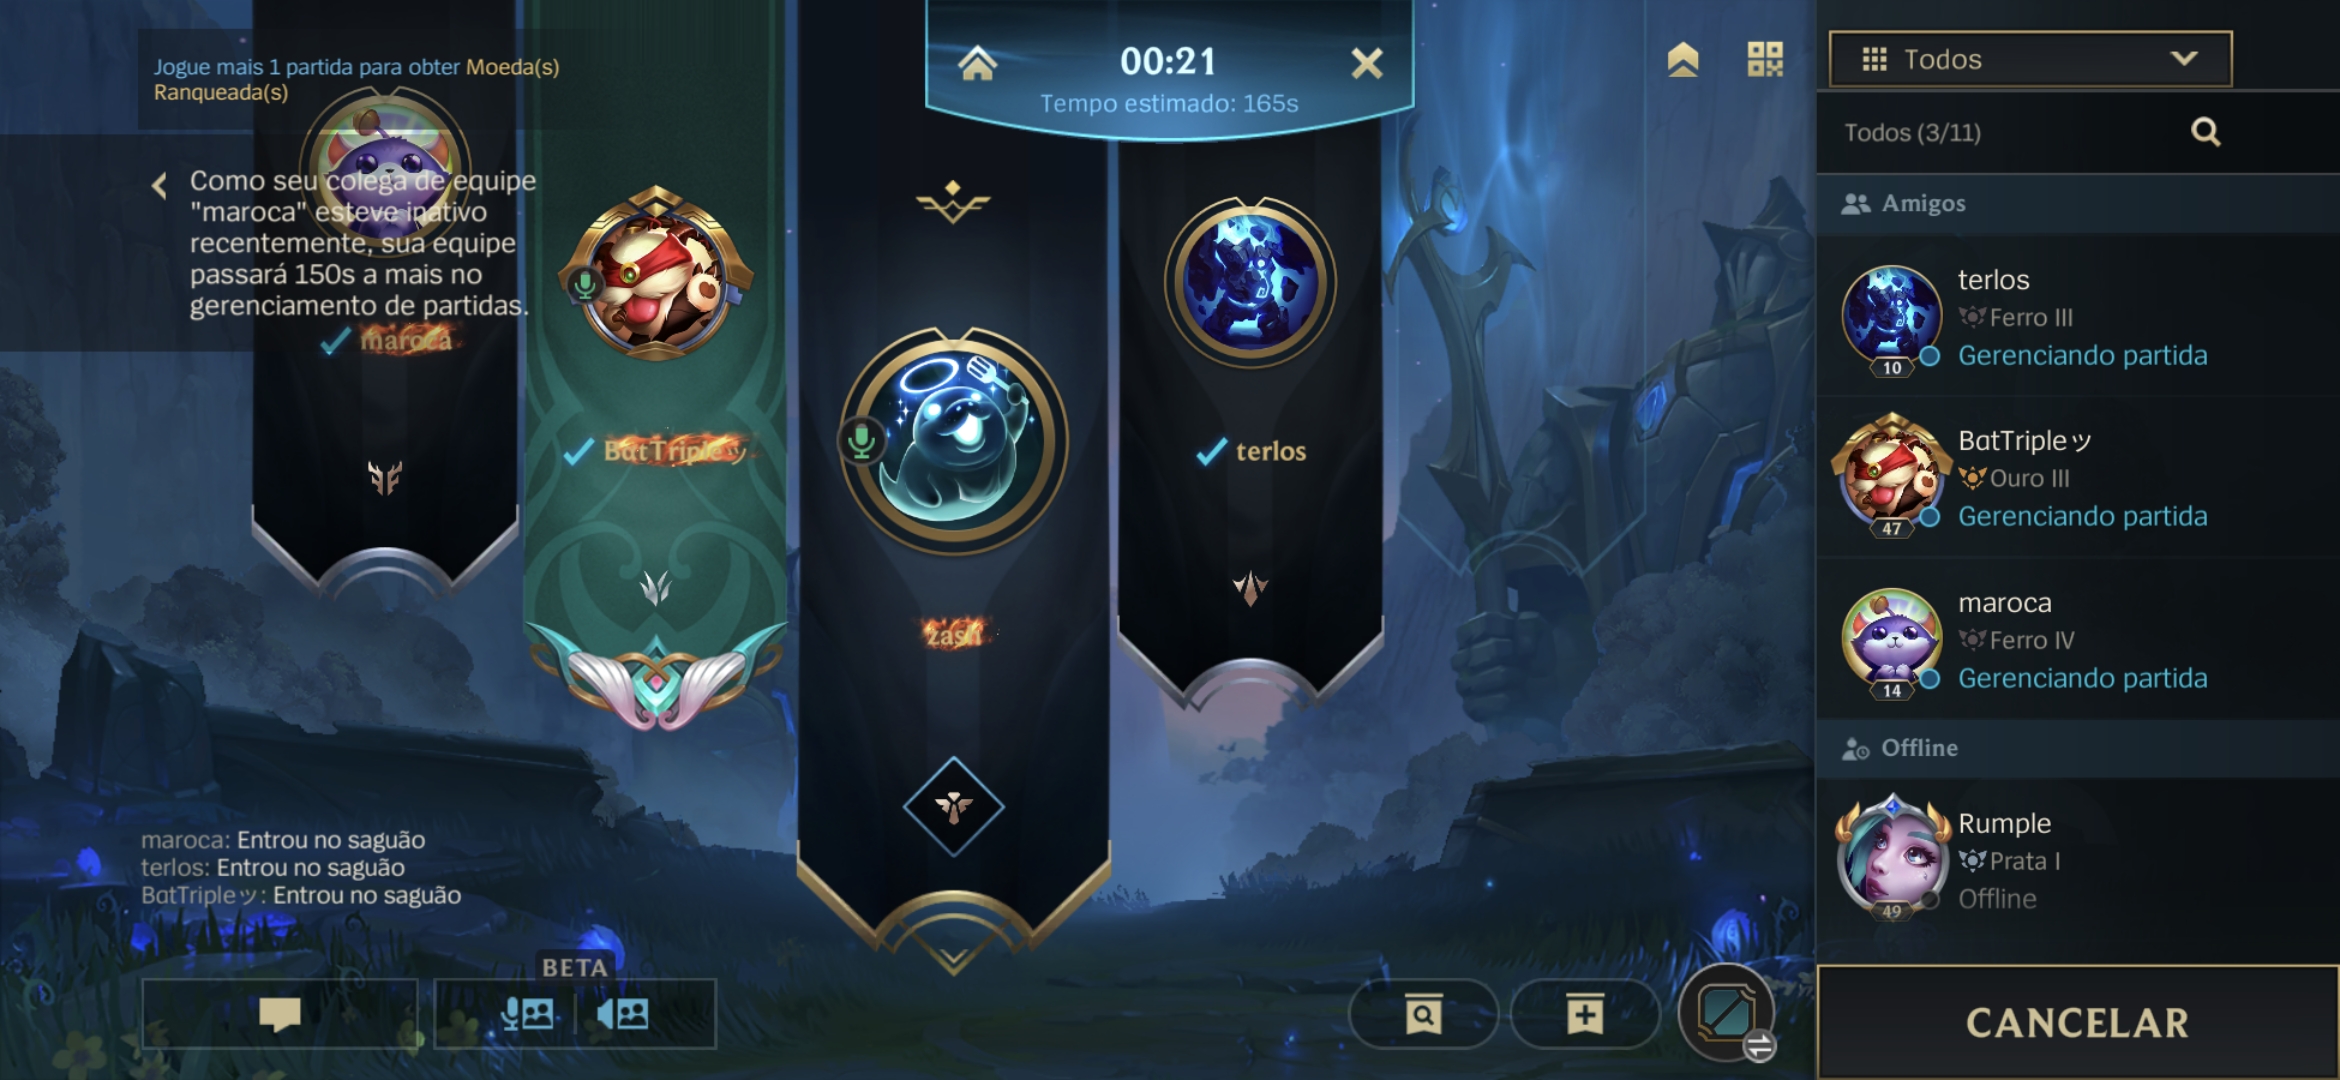 Jogue mais 1 partida para obter Moeda(s)
Ranqueada(s)
Como seu colega de equipe
"maroca" esteve inativo
recentemente, sua equipe
passará 150s a mais no
gerenciamento de partidas.
maroca
BαtTripleッ
zash
terlos
00:21
Tempo estimado: 165s
maroca: Entrou no saguão
terlos: Entrou no saguão
BαtTripleッ: Entrou no saguão
BETA
Todos
Todos (3/11)
Amigos
terlos
Ferro III
Gerenciando partida
10
BαtTripleッ
Ouro III
Gerenciando partida
47
maroca
Ferro IV
Gerenciando partida
14
Offline
Rumple
Prata I
Offline
49
CANCELAR